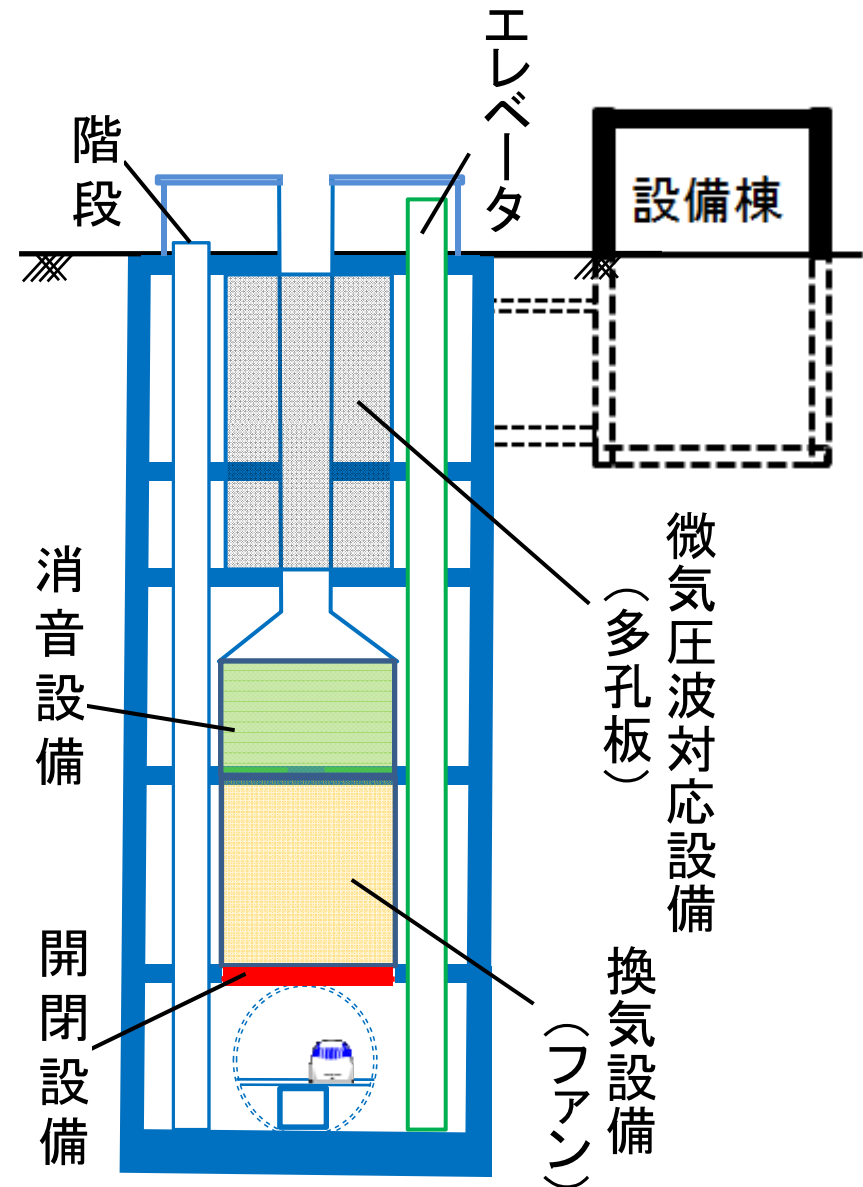 エレベータ
階段
設備棟
微気圧波対応設備
（多孔板）
消音設備
換気設備
（ファン）
開閉設備